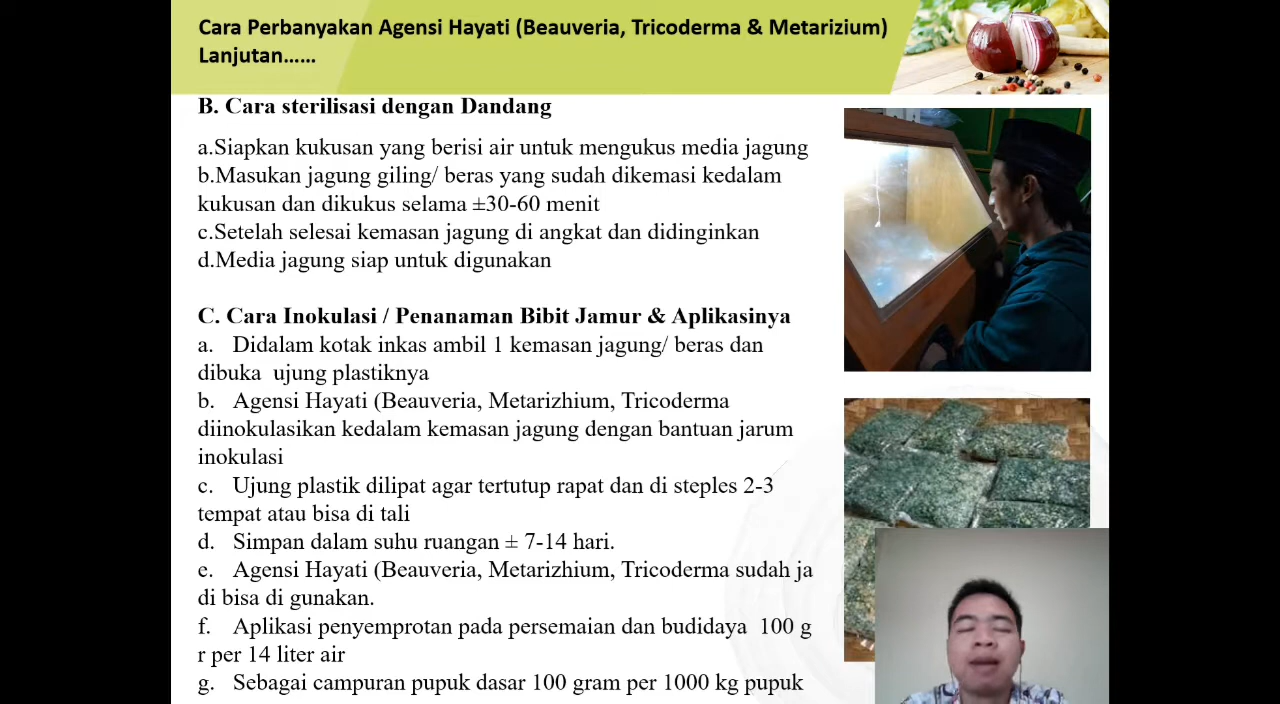 Cara Perbanyakan Agensi Hayati (Beauveria, Tricoderma & Metarizium)
Lanjutan......
B. Cara sterilisasi dengan Dandang
a.Siapkan kukusan yang berisi air untuk mengukus media jagung
b.Masukan jagung giling/ beras yang sudah dikemasi kedalam
kukusan dan dikukus selama ±30-60 menit
c.Setelah selesai kemasan jagung di angkat dan didinginkan
d.Media jagung siap untuk digunakan
C. Cara Inokulasi / Penanaman Bibit Jamur & Aplikasinya
a. Didalam kotak inkas ambil 1 kemasan jagung/ beras dan
dibuka ujung plastiknya
b. Agensi Hayati (Beauveria, Metarizhium, Tricoderma
diinokulasikan kedalam kemasan jagung dengan bantuan jarum
inokulasi
c. Ujung plastik dilipat agar tertutup rapat dan di steples 2-3
tempat atau bisa di tali
d. Simpan dalam suhu ruangan ± 7-14 hari.
e. Agensi Hayati (Beauveria, Metarizhium, Tricoderma sudah ja
di bisa di gunakan.
f. Aplikasi penyemprotan pada persemaian dan budidaya 100 g
r per 14 liter air
g. Sebagai campuran pupuk dasar 100 gram per 1000 kg pupuk